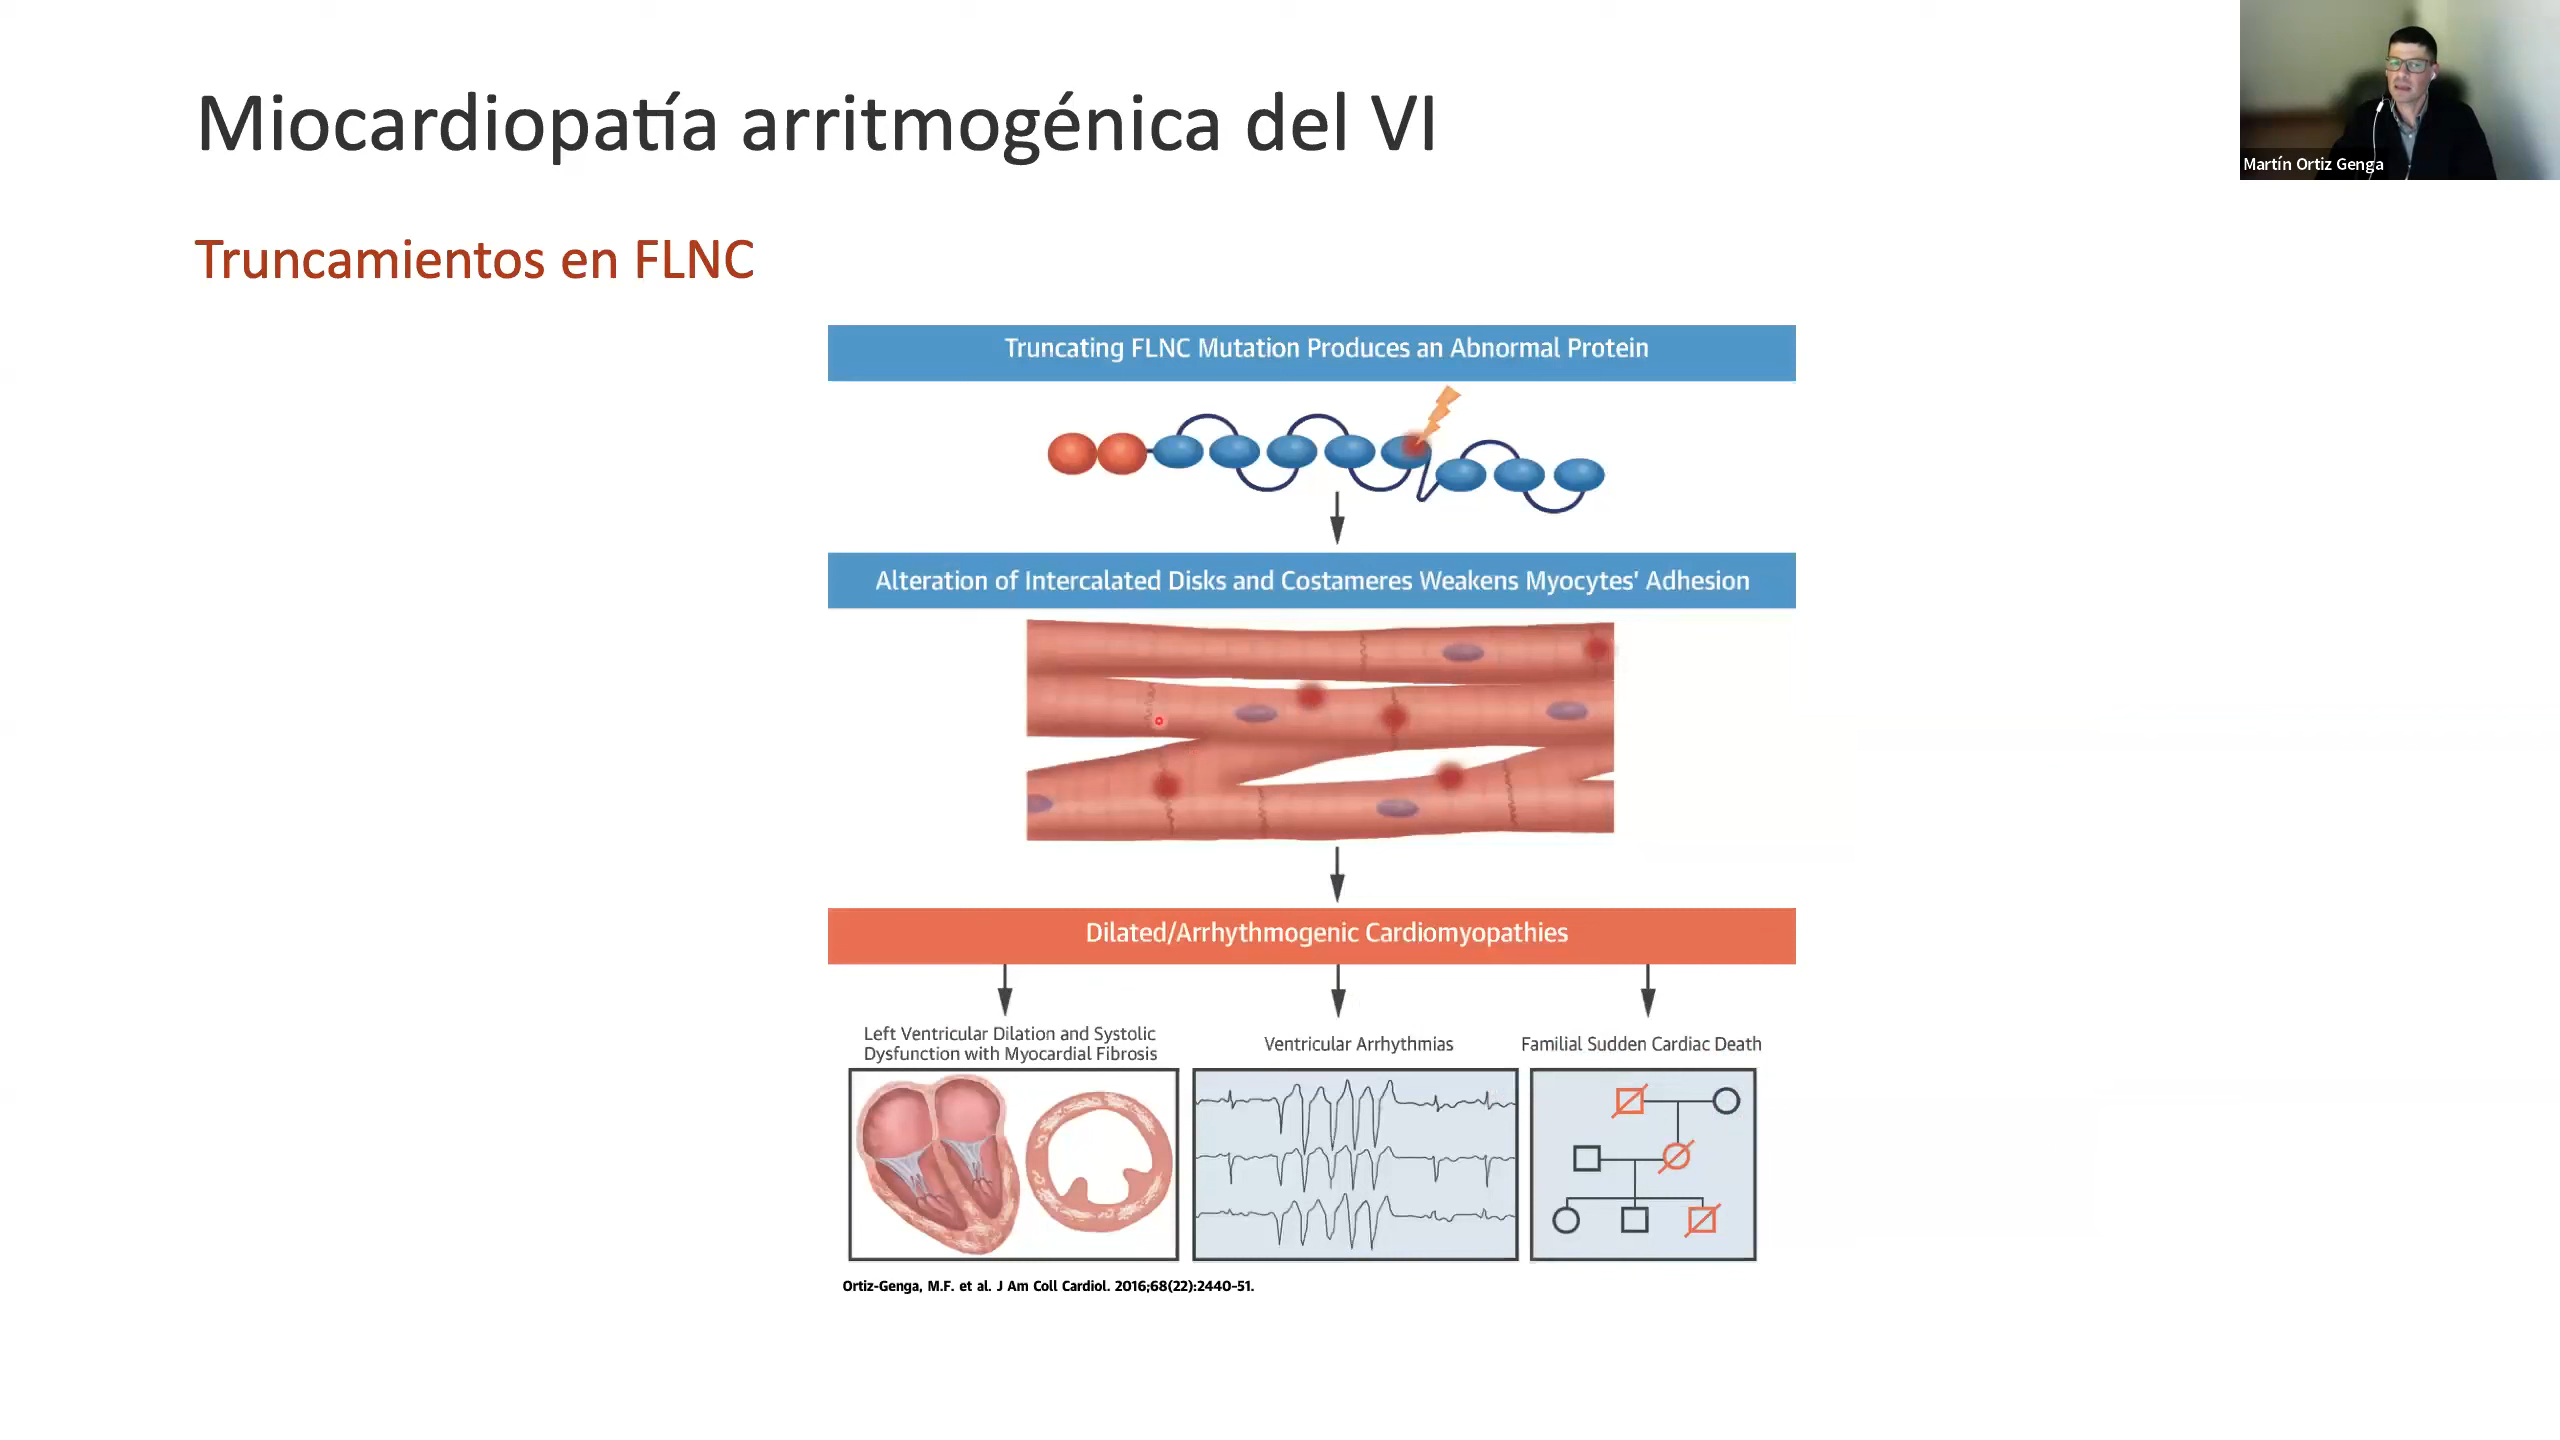 Miocardiopatía arritmogénica del VI
Martín Ortiz Genga
Truncamientos en FLNC
Truncating FLNC Mutation Produces an Abnormal Protein
Alteration of Intercalated Disks and Costameres Weakens Myocytes' Adhesion
Dilated/Arrhythmogenic Cardiomyopathies
Left Ventricular Dilation and Systolic
Dysfunction with Myocardial Fibrosis
Ventricular Arrhythmias
Familial Sudden Cardiac Death
Ortiz-Genga, M.F. et al. J Am Coll Cardiol. 2016;68(22):2440-51.